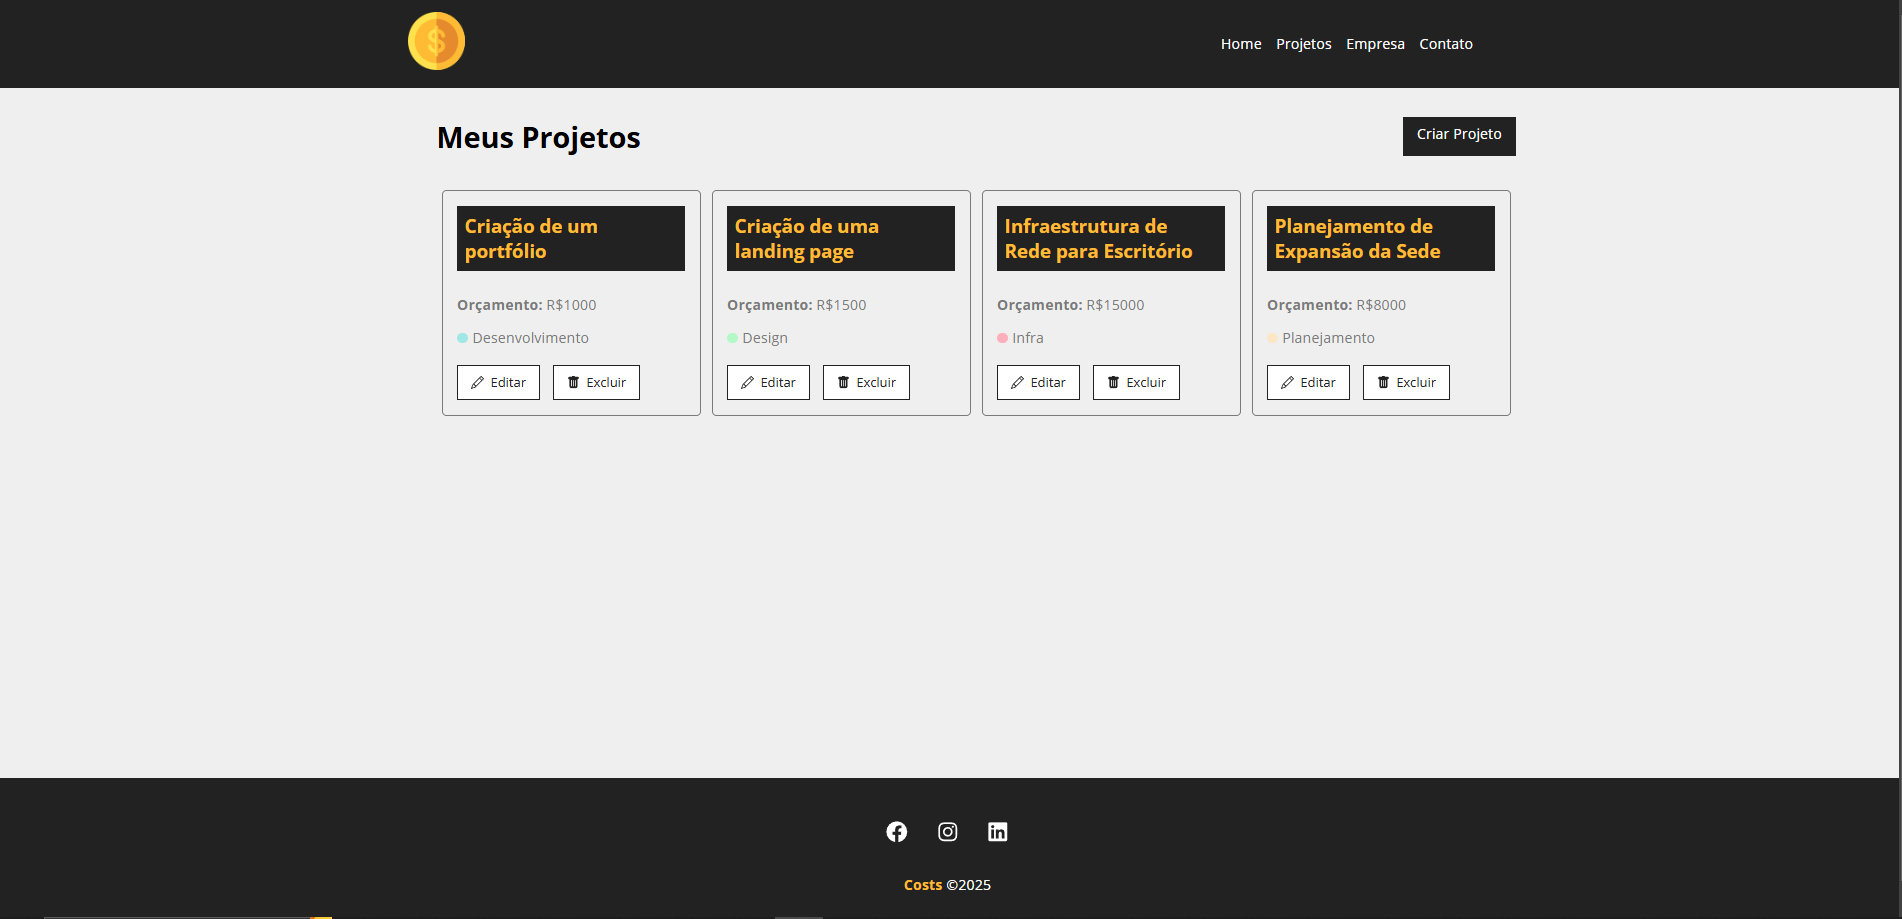 $
Home Projetos Empresa Contato
Meus Projetos
Criar Projeto
Criação de um
portfólio
Orçamento: R$1000
Desenvolvimento
Editar Excluir
Criação de uma
landing page
Orçamento: R$1500
Design
Editar Excluir
Infraestrutura de
Rede para Escritório
Orçamento: R$15000
Infra
Editar Excluir
Planejamento de
Expansão da Sede
Orçamento: R$8000
Planejamento
Editar Excluir
Costs ©2025